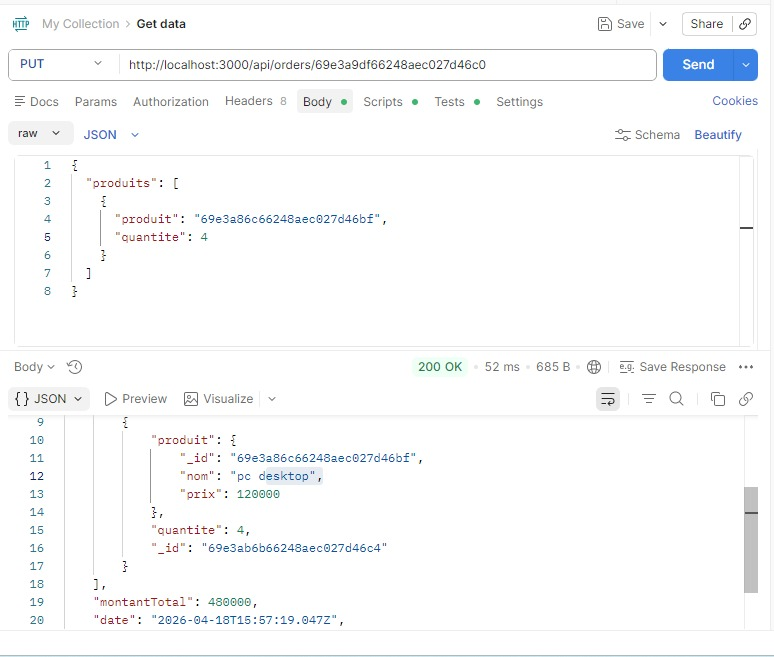 HTTP My Collection > Get data Save Share
PUT http://localhost:3000/api/orders/69e3a9df66248aec027d46c0 Send
Docs Params Authorization Headers 8 Body Scripts Tests Settings Cookies
raw JSON Schema Beautify
1 {
2 "produits": [
3 {
4 "produit": "69e3a86c66248aec027d46bf",
5 "quantite": 4
6 }
7 ]
8 }
Body 200 OK 52 ms 685 B e.g. Save Response
{} JSON Preview Visualize
9 {
10 "produit": {
11 "_id": "69e3a86c66248aec027d46bf",
12 "nom": "pc desktop",
13 "prix": 120000
14 },
15 "quantite": 4,
16 "_id": "69e3ab6b66248aec027d46c4"
17 }
18 ],
19 "montantTotal": 480000,
20 "date": "2026-04-18T15:57:19.047Z",